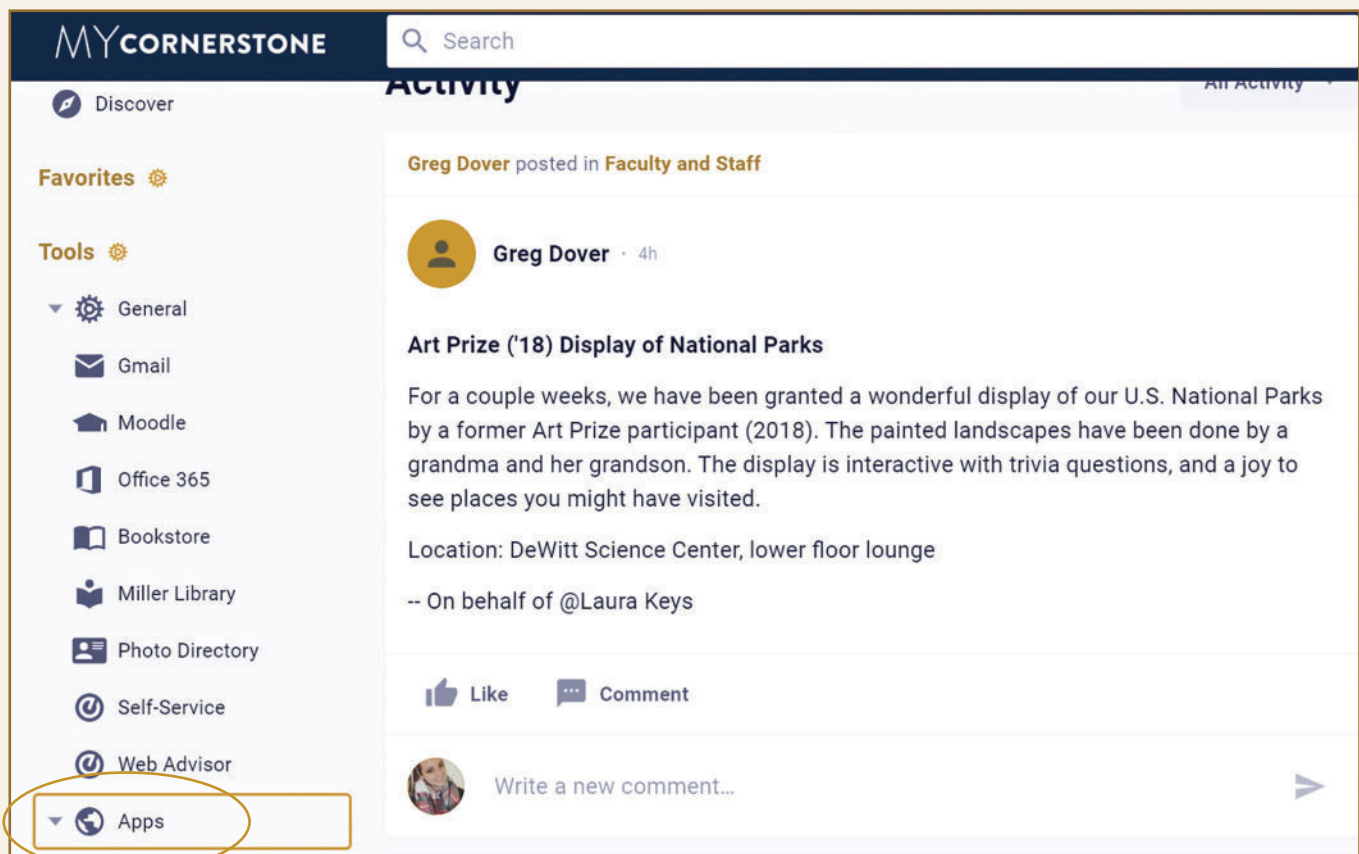 MYCORNERSTONE
Search
Discover
Favorites
Tools
General
Gmail
Moodle
Office 365
Bookstore
Miller Library
Photo Directory
Self-Service
Web Advisor
Apps
Activity
All Activity
Greg Dover posted in Faculty and Staff
Greg Dover · 4h
Art Prize ('18) Display of National Parks
For a couple weeks, we have been granted a wonderful display of our U.S. National Parks
by a former Art Prize participant (2018). The painted landscapes have been done by a
grandma and her grandson. The display is interactive with trivia questions, and a joy to
see places you might have visited.
Location: DeWitt Science Center, lower floor lounge
-- On behalf of @Laura Keys
Like
Comment
Write a new comment...